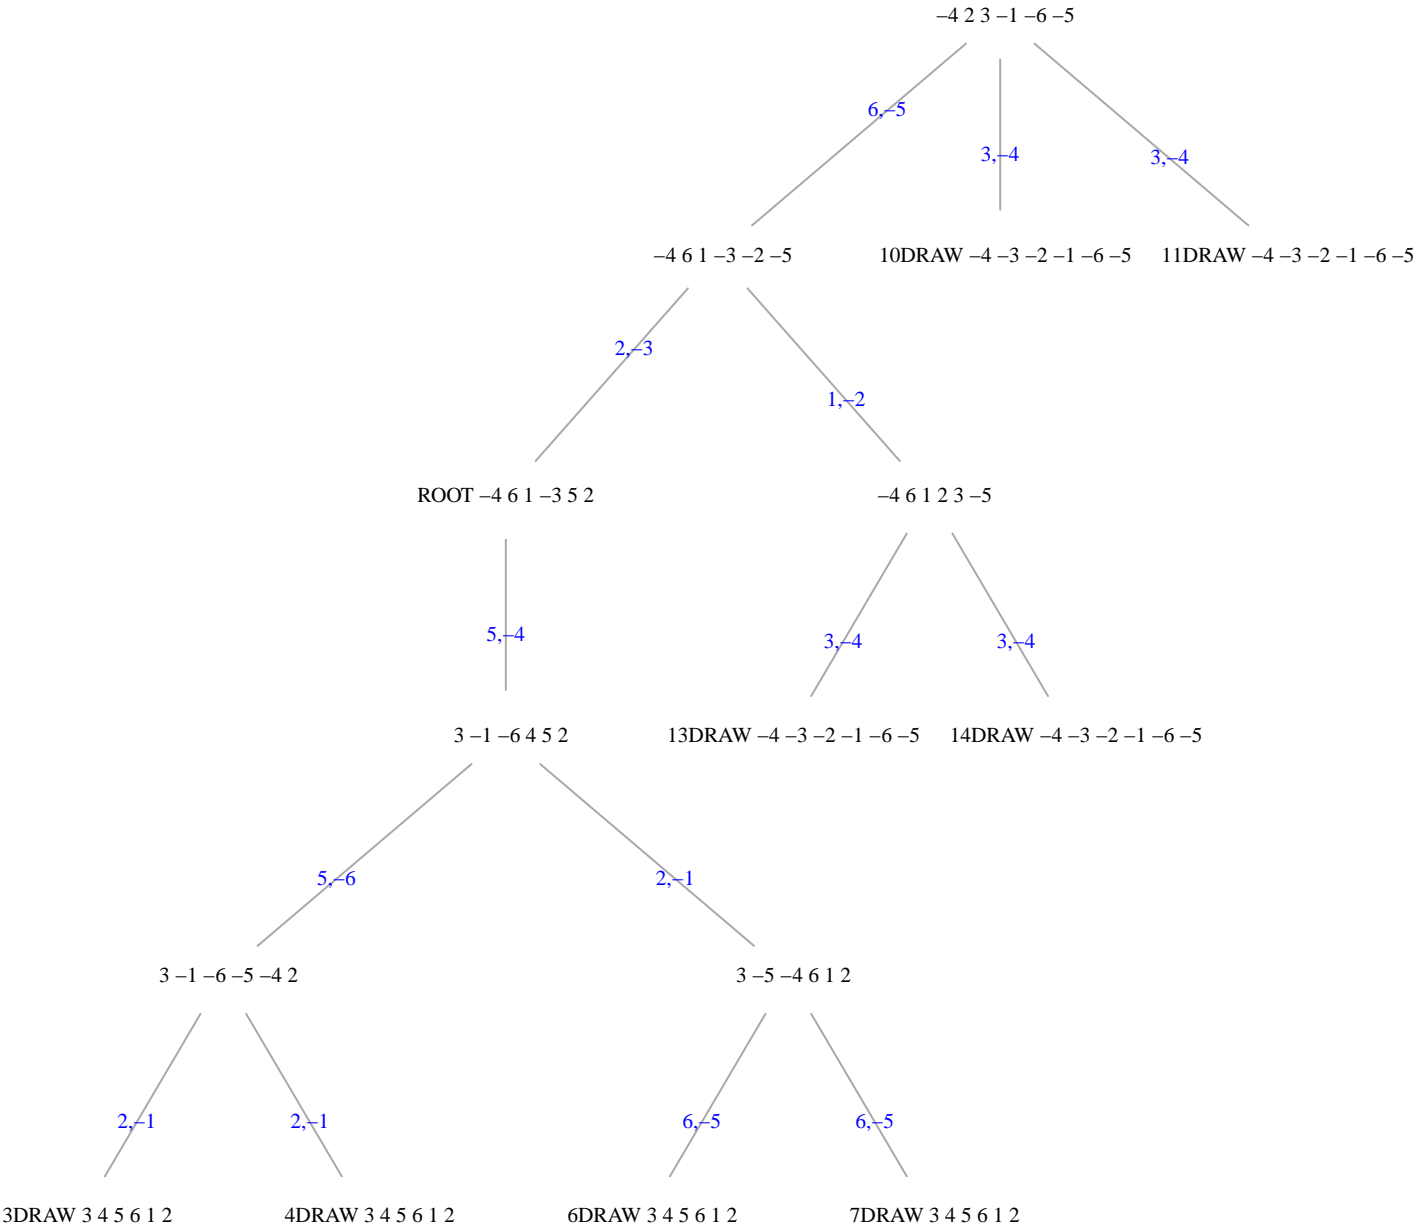 –4 2 3 –1 –6 –5
6,–5
3,–4
3,–4
–4 6 1 –3 –2 –5
10DRAW –4 –3 –2 –1 –6 –5
11DRAW –4 –3 –2 –1 –6 –5
2,–3
1,–2
ROOT –4 6 1 –3 5 2
–4 6 1 2 3 –5
5,–4
3,–4
3,–4
3 –1 –6 4 5 2
13DRAW –4 –3 –2 –1 –6 –5
14DRAW –4 –3 –2 –1 –6 –5
5,–6
2,–1
3 –1 –6 –5 –4 2
3 –5 –4 6 1 2
2,–1
2,–1
6,–5
6,–5
3DRAW 3 4 5 6 1 2
4DRAW 3 4 5 6 1 2
6DRAW 3 4 5 6 1 2
7DRAW 3 4 5 6 1 2